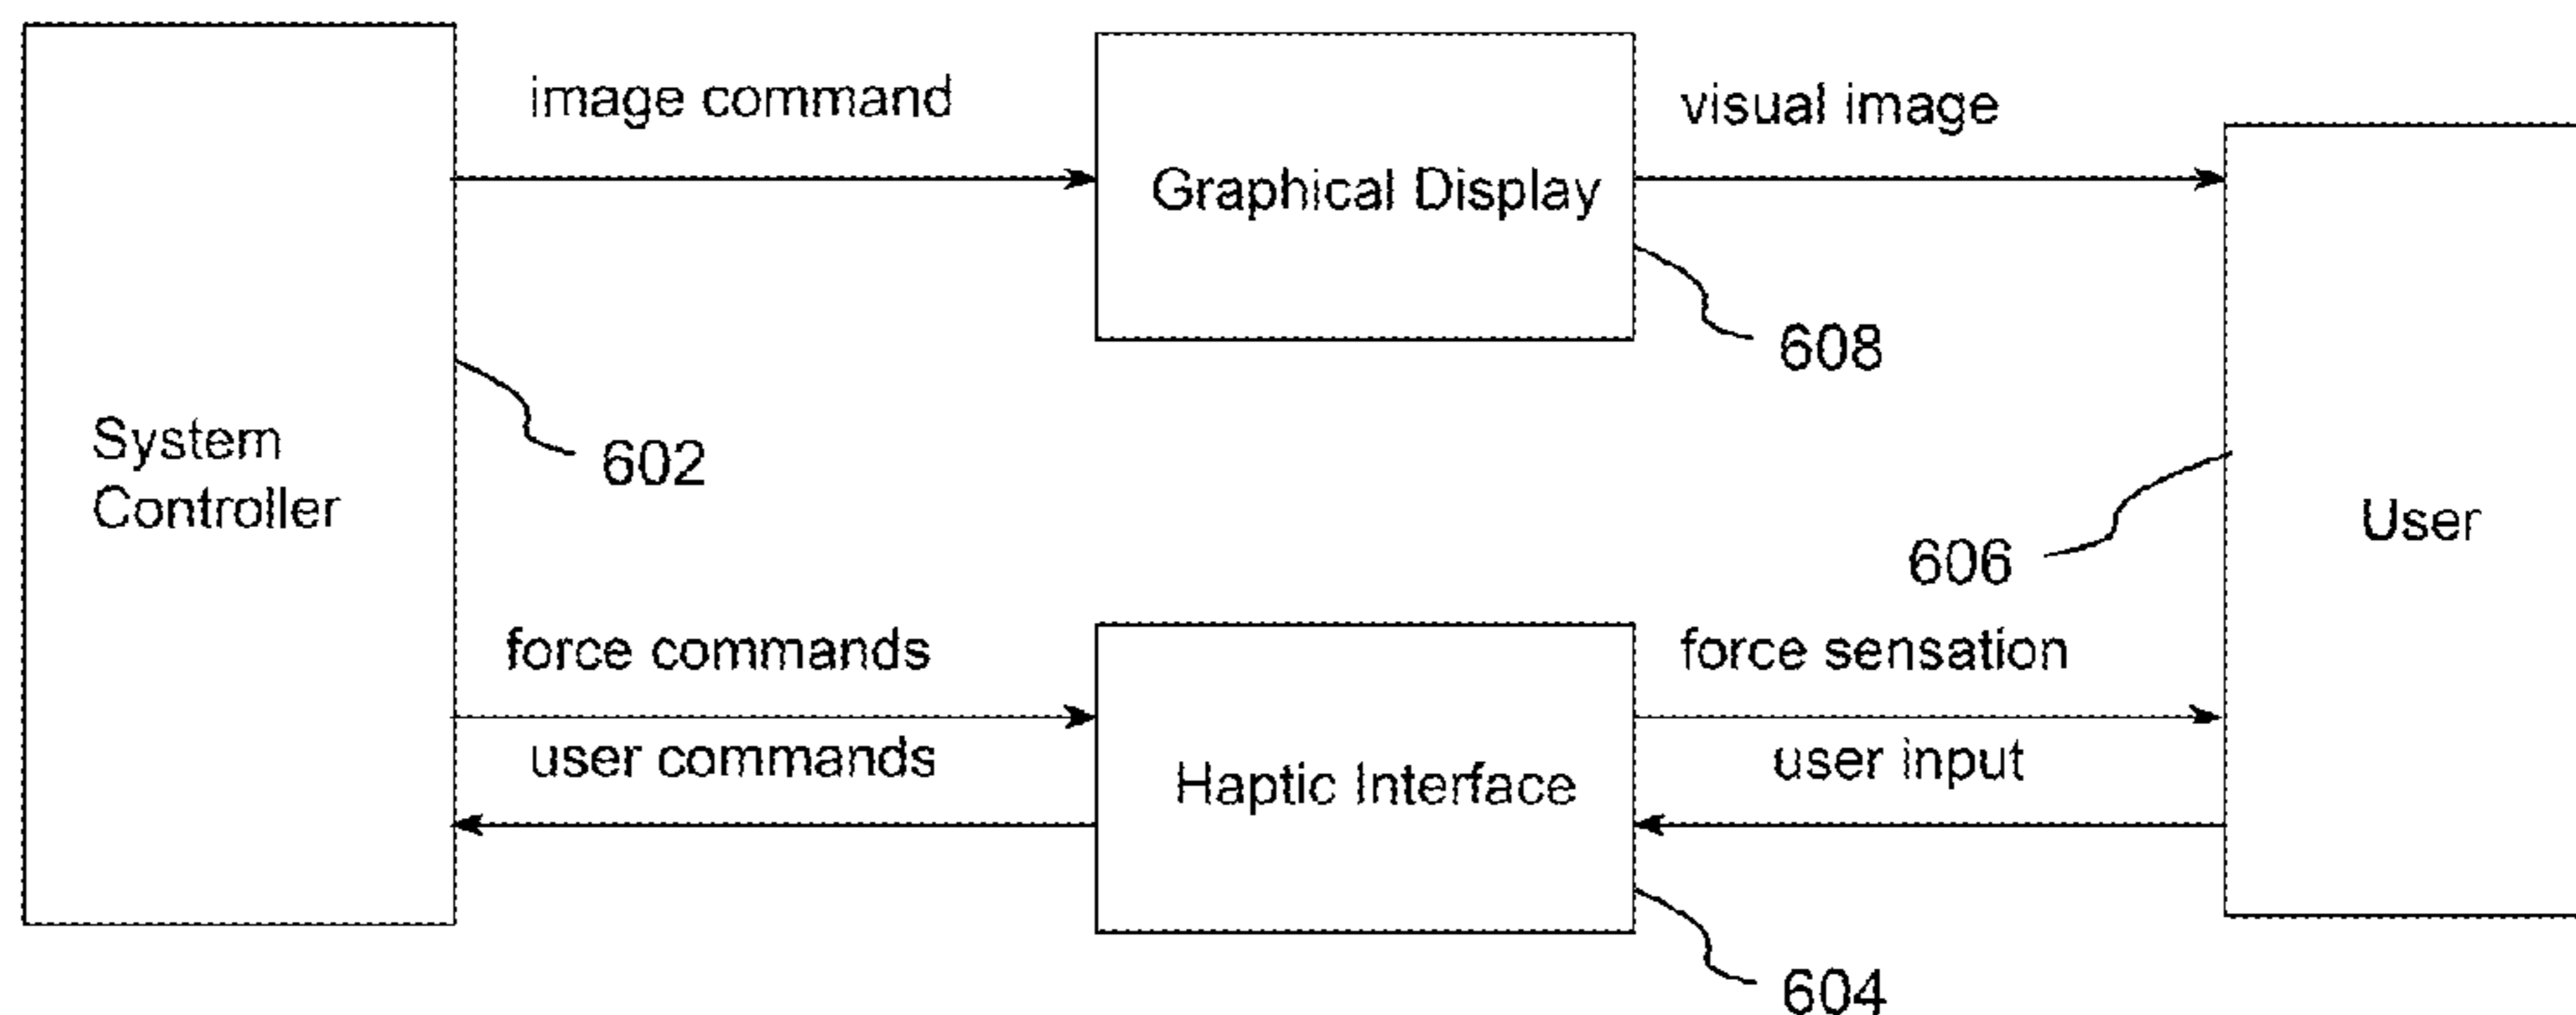 image command
visual image
Graphical Display
608
System
Controller
602
606
User
force commands
force sensation
user commands
user input
Haptic Interface
604